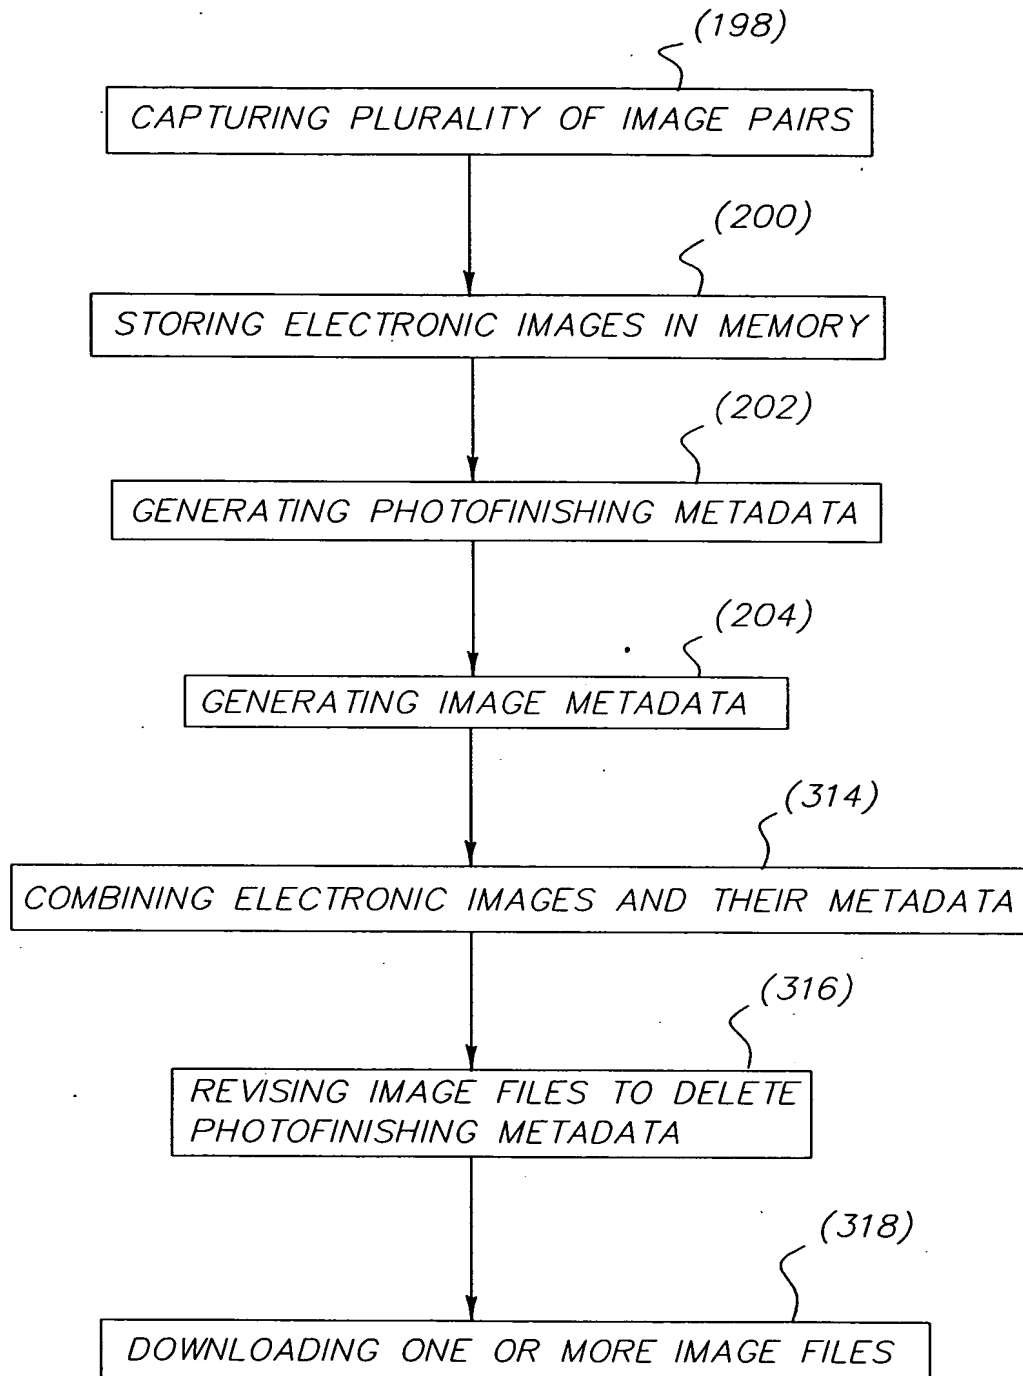 (198)
CAPTURING PLURALITY OF IMAGE PAIRS
(200)
STORING ELECTRONIC IMAGES IN MEMORY
(202)
GENERATING PHOTOFINISHING METADATA
(204)
GENERATING IMAGE METADATA
(314)
COMBINING ELECTRONIC IMAGES AND THEIR METADATA
(316)
REVISING IMAGE FILES TO DELETE
PHOTOFINISHING METADATA
(318)
DOWNLOADING ONE OR MORE IMAGE FILES